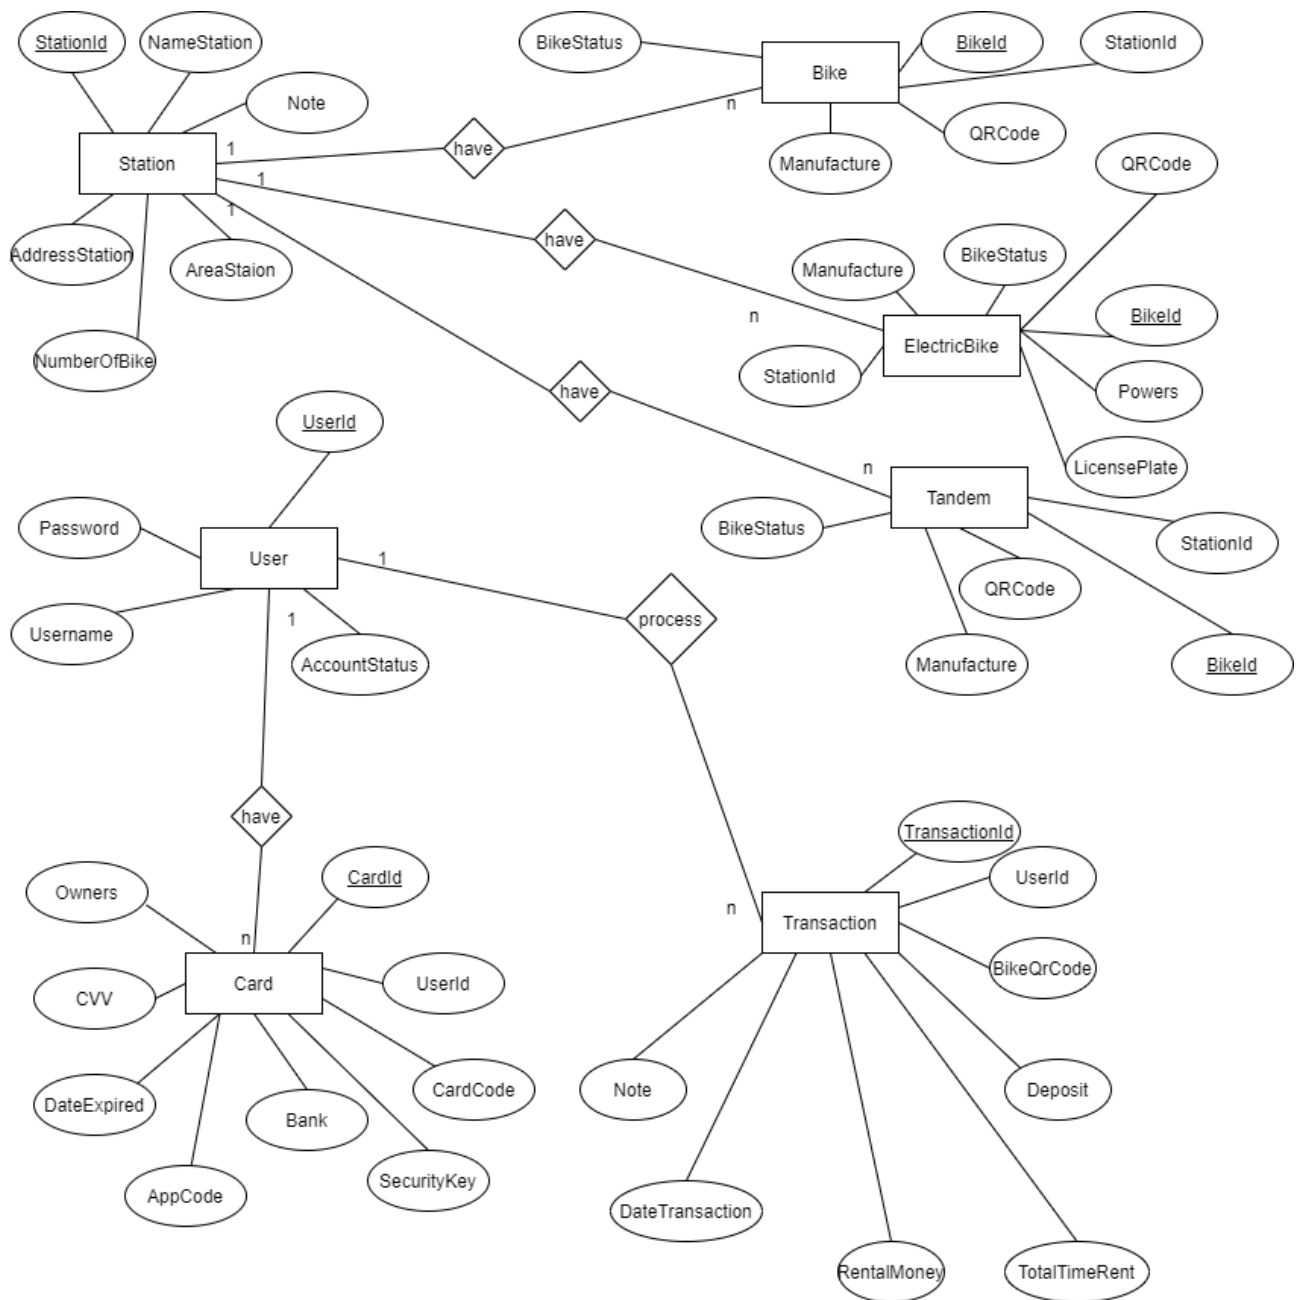 StationId
NameStation
BikeStatus
Bike
BikeId
StationId
Note
n
QRCode
Station
1
have
Manufacture
QRCode
1
1
AddressStation
AreaStaion
have
Manufacture
BikeStatus
n
ElectricBike
BikeId
NumberOfBike
StationId
have
Powers
UserId
n
LicensePlate
Tandem
Password
BikeStatus
StationId
User
1
QRCode
Username
1
process
AccountStatus
Manufacture
BikeId
have
TransactionId
Owners
CardId
UserId
n
Transaction
n
BikeQrCode
Card
UserId
CVV
DateExpired
CardCode
Note
Deposit
Bank
AppCode
SecurityKey
DateTransaction
RentalMoney
TotalTimeRent